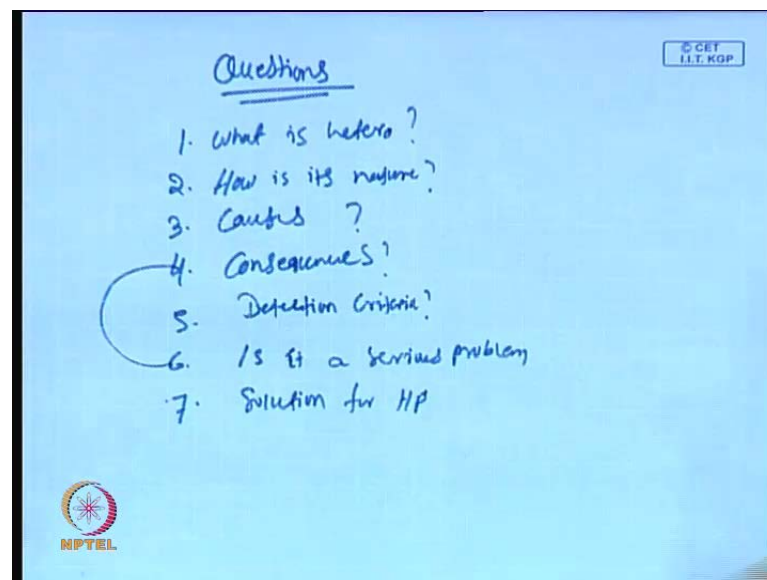 Questions
© CET
I.I.T. KGP
1. What is hetero?
2. How is its nature?
3. Causes ?
4. Consequences?
5. Detection Criteria?
6. Is it a serious problem
7. Solution for HP
NPTEL